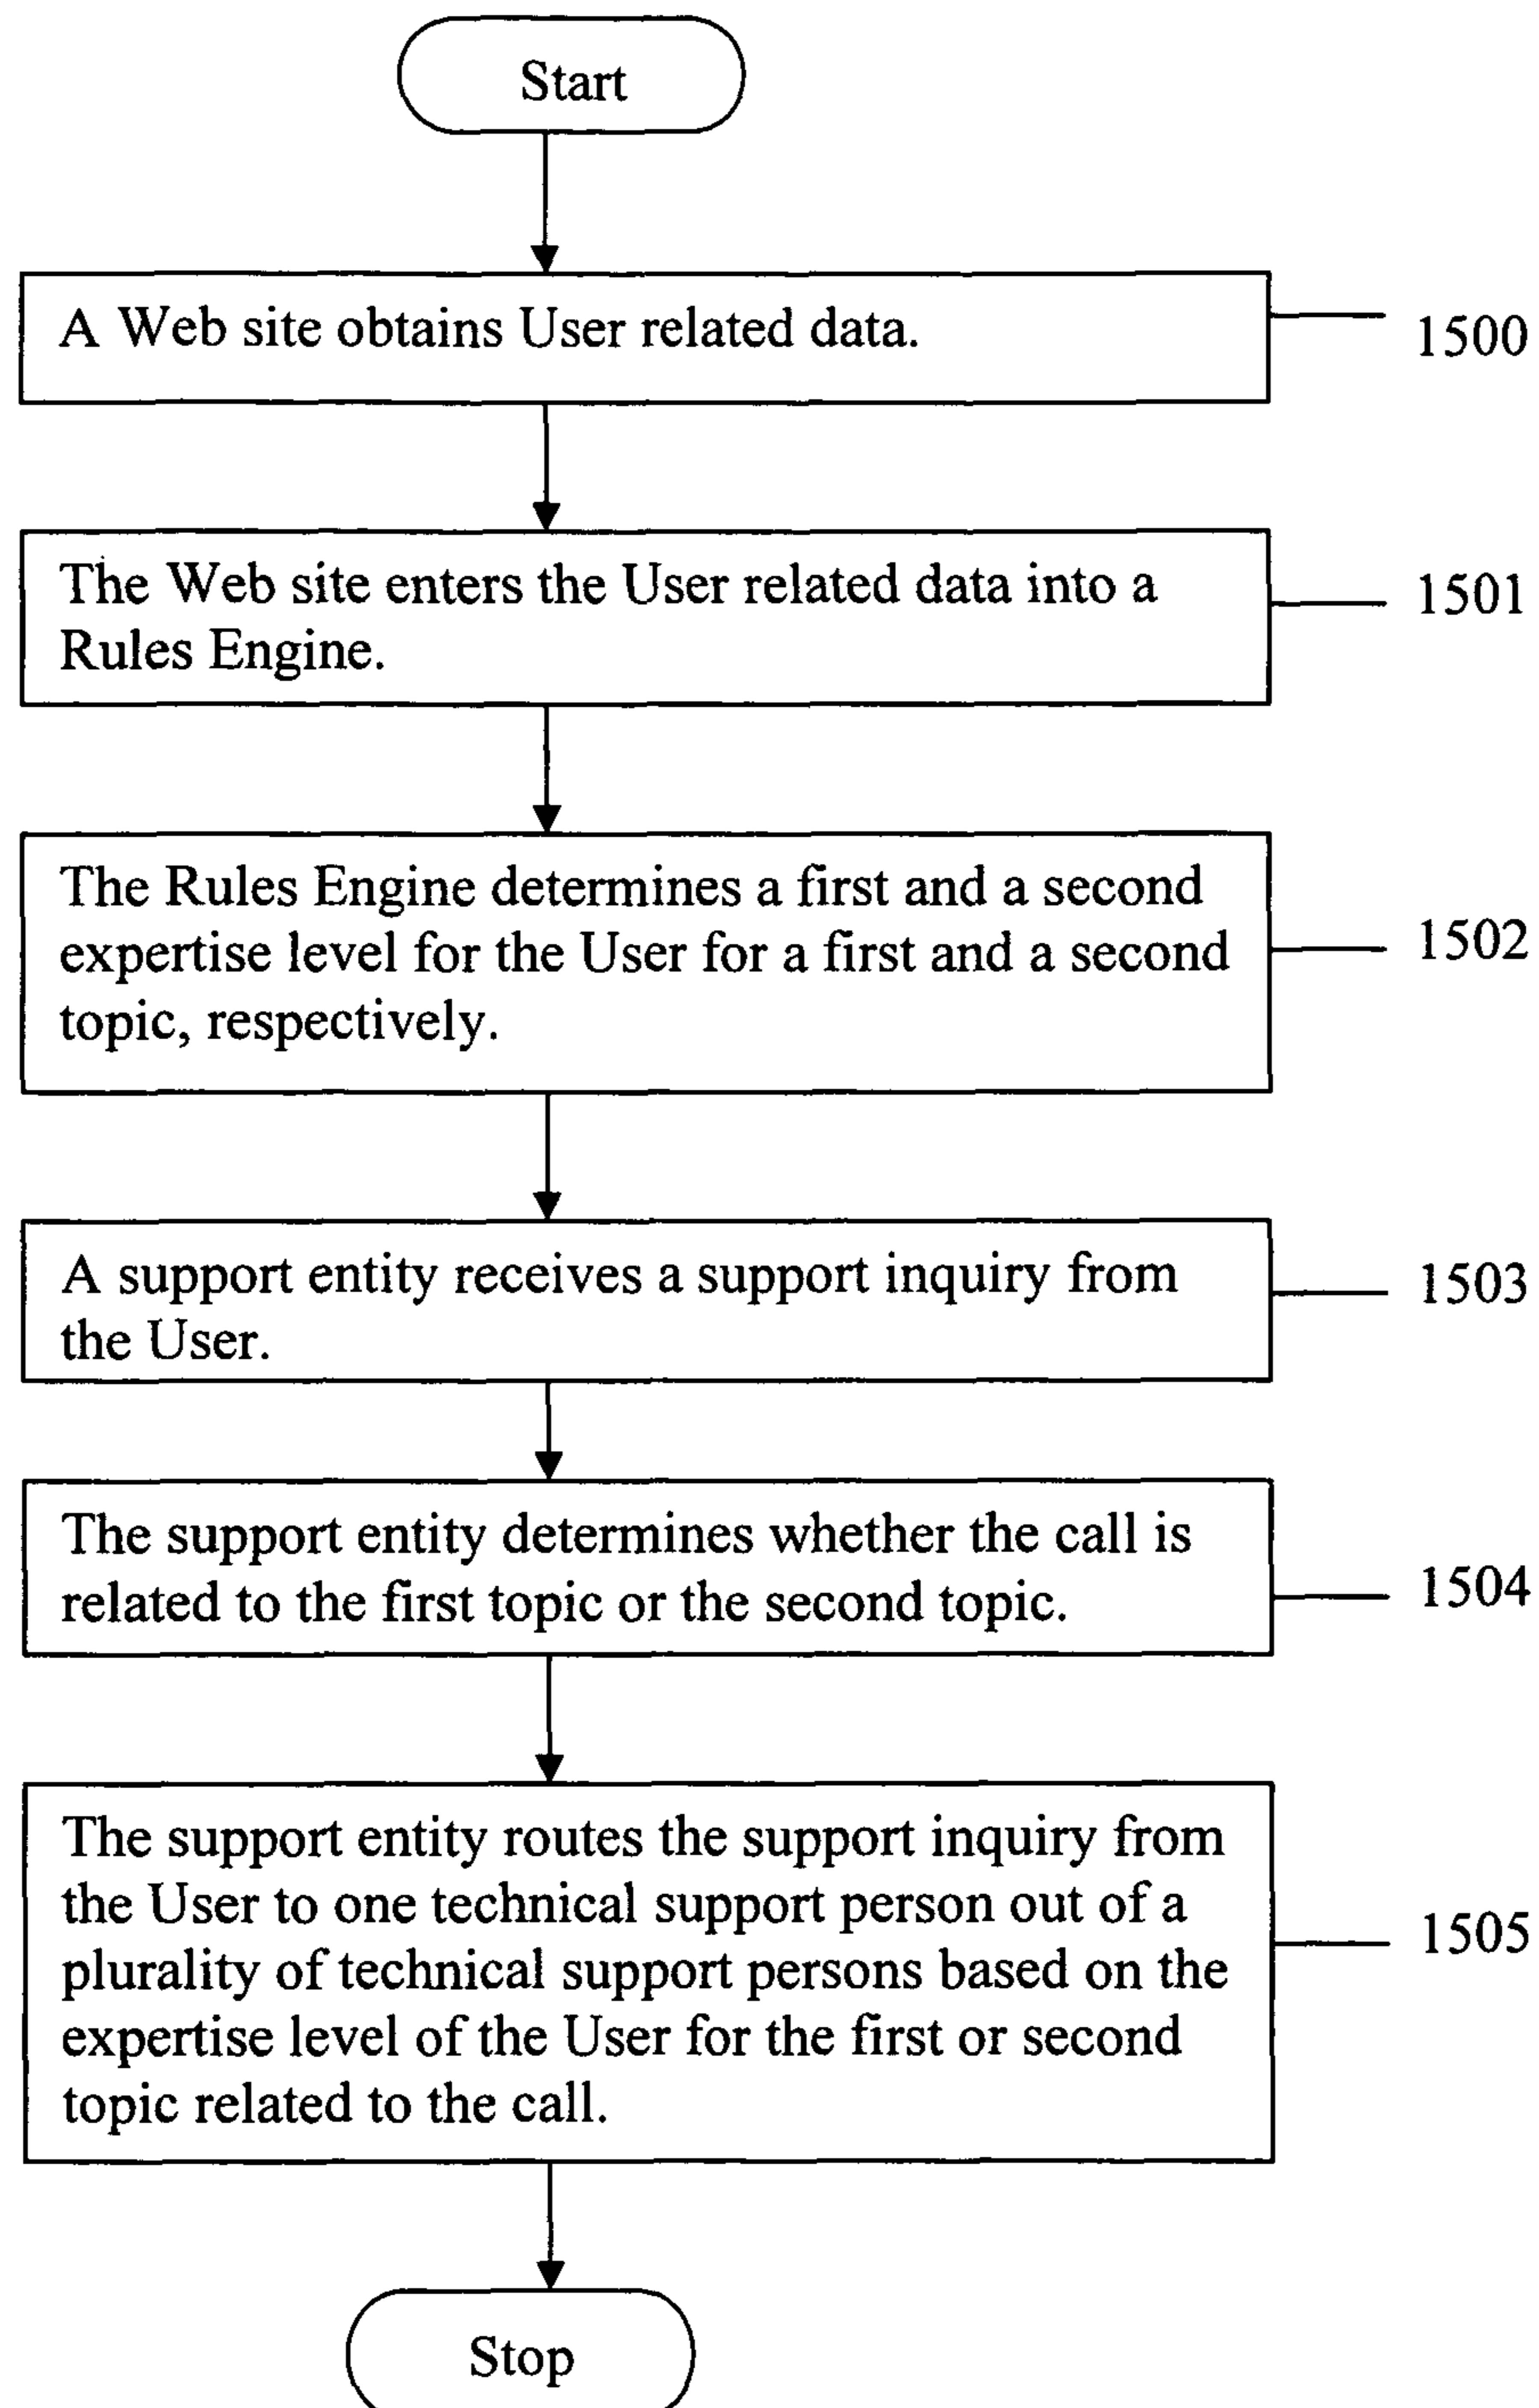 Start
A Web site obtains User related data.
1500
The Web site enters the User related data into a
Rules Engine.
1501
The Rules Engine determines a first and a second
expertise level for the User for a first and a second
topic, respectively.
1502
A support entity receives a support inquiry from
the User.
1503
The support entity determines whether the call is
related to the first topic or the second topic.
1504
The support entity routes the support inquiry from
the User to one technical support person out of a
plurality of technical support persons based on the
expertise level of the User for the first or second
topic related to the call.
1505
Stop